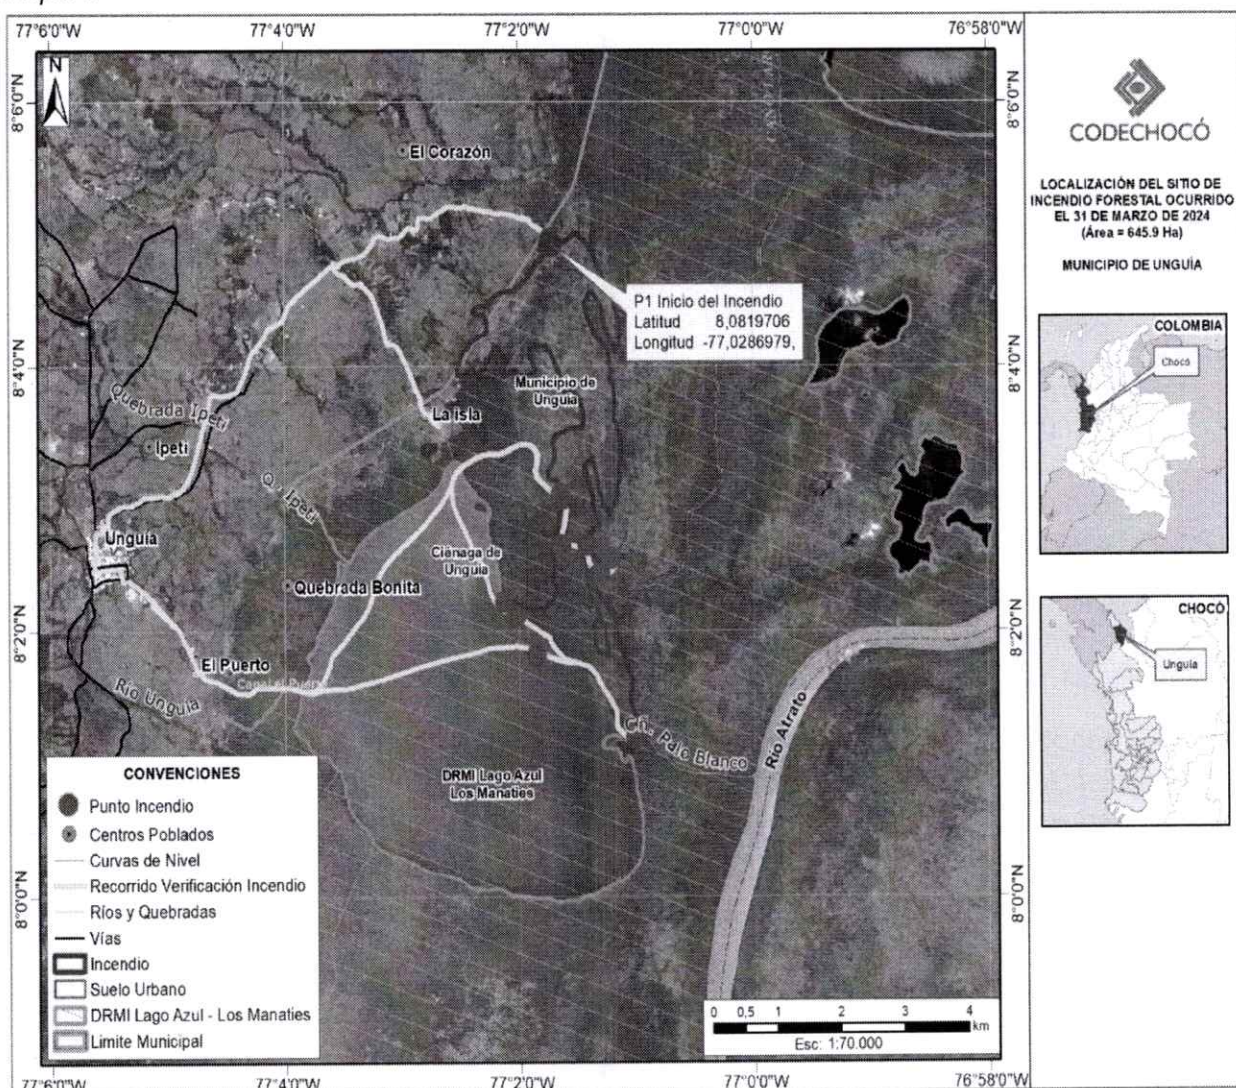 77°6'0"W 77°4'0"W 77°2'0"W 77°0'0"W 76°58'0"W
8°6'0"N
8°4'0"N
8°2'0"N
8°0'0"N
N
El Corazón
P1 Inicio del Incendio
Latitud 8,0819706
Longitud -77,0286979,
Municipio de
Unguía
La isla
Quebrada Ipetí
Ipetí
Q. Ipetí
Unguía
Ciénaga de
Unguía
Quebrada Bonita
El Puerto
Río Unguía
Cñ. Palo Blanco
Río Atrato
DRMI Lago Azul
Los Manaties
CONVENCIONES
Punto Incendio
Centros Poblados
Curvas de Nivel
Recorrido Verificación Incendio
Ríos y Quebradas
Vías
Incendio
Suelo Urbano
DRMI Lago Azul - Los Manaties
Limite Municipal
0 0,5 1 2 3 4
km
Esc: 1:70.000
8°6'0"N
8°4'0"N
8°2'0"N
8°0'0"N
77°6'0"W 77°4'0"W 77°2'0"W 77°0'0"W 76°58'0"W
CODECHOCÓ
LOCALIZACIÓN DEL SITIO DE
INCENDIO FORESTAL OCURRIDO
EL 31 DE MARZO DE 2024
(Área = 645.9 Ha)
MUNICIPIO DE UNGUÍA
COLOMBIA
Chocó
CHOCÓ
Unguía